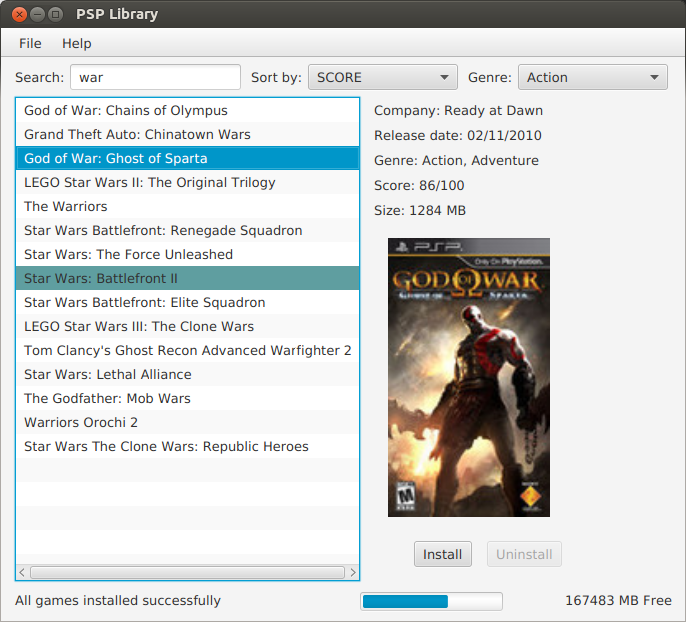 PSP Library
File Help
Search: war Sort by: SCORE Genre: Action
God of War: Chains of Olympus
Grand Theft Auto: Chinatown Wars
God of War: Ghost of Sparta
LEGO Star Wars II: The Original Trilogy
The Warriors
Star Wars Battlefront: Renegade Squadron
Star Wars: The Force Unleashed
Star Wars: Battlefront II
Star Wars Battlefront: Elite Squadron
LEGO Star Wars III: The Clone Wars
Tom Clancy's Ghost Recon Advanced Warfighter 2
Star Wars: Lethal Alliance
The Godfather: Mob Wars
Warriors Orochi 2
Star Wars The Clone Wars: Republic Heroes
Company: Ready at Dawn
Release date: 02/11/2010
Genre: Action, Adventure
Score: 86/100
Size: 1284 MB
PSP
Only On PlayStation
GOD OF WAR
GHOST OF SPARTA
M
Install Uninstall
All games installed successfully
167483 MB Free